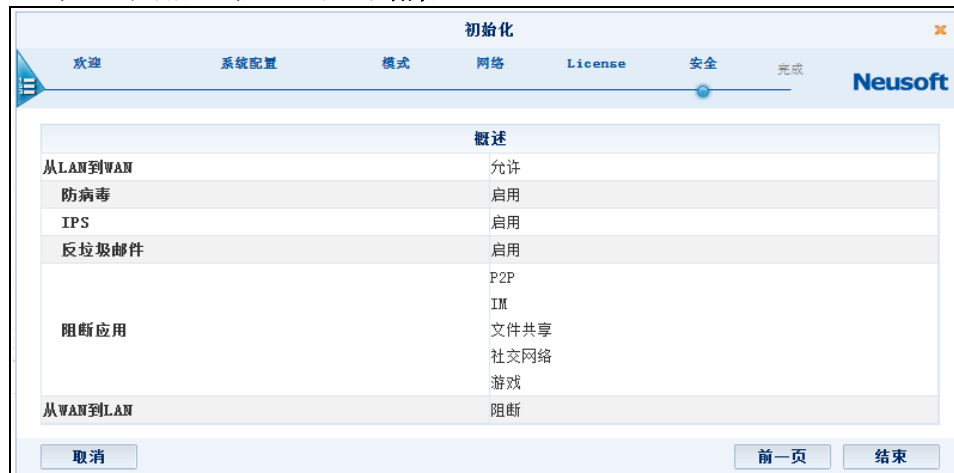 初始化
欢迎 系统配置 模式 网络 License 安全 完成
Neusoft
概述
从LAN到WAN 允许
防病毒 启用
IPS 启用
反垃圾邮件 启用
阻断应用
P2P
IM
文件共享
社交网络
游戏
从WAN到LAN 阻断
取消 前一页 结束